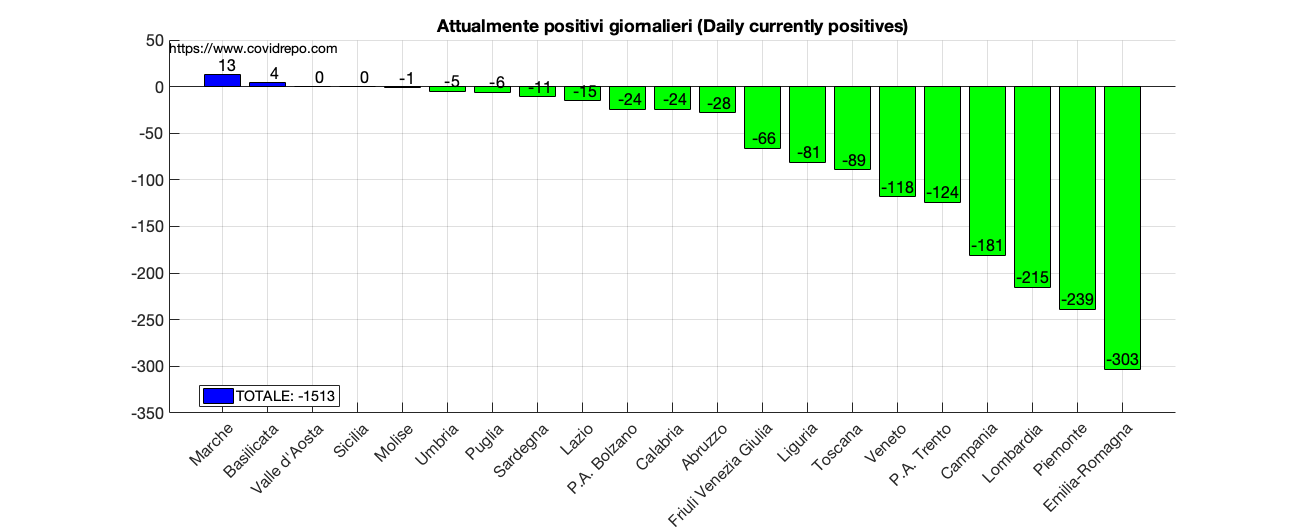 Attualmente positivi giornalieri (Daily currently positives)
https://www.covidrepo.com
50
0
-50
-100
-150
-200
-250
-300
-350
13
4
0
0
-1
-5
-6
-11
-15
-24
-24
-28
-66
-81
-89
-118
-124
-181
-215
-239
-303
TOTALE: -1513
Marche
Basilicata
Valle d'Aosta
Sicilia
Molise
Umbria
Puglia
Sardegna
Lazio
P.A. Bolzano
Calabria
Abruzzo
Friuli Venezia Giulia
Liguria
Toscana
Veneto
P.A. Trento
Campania
Lombardia
Piemonte
Emilia-Romagna